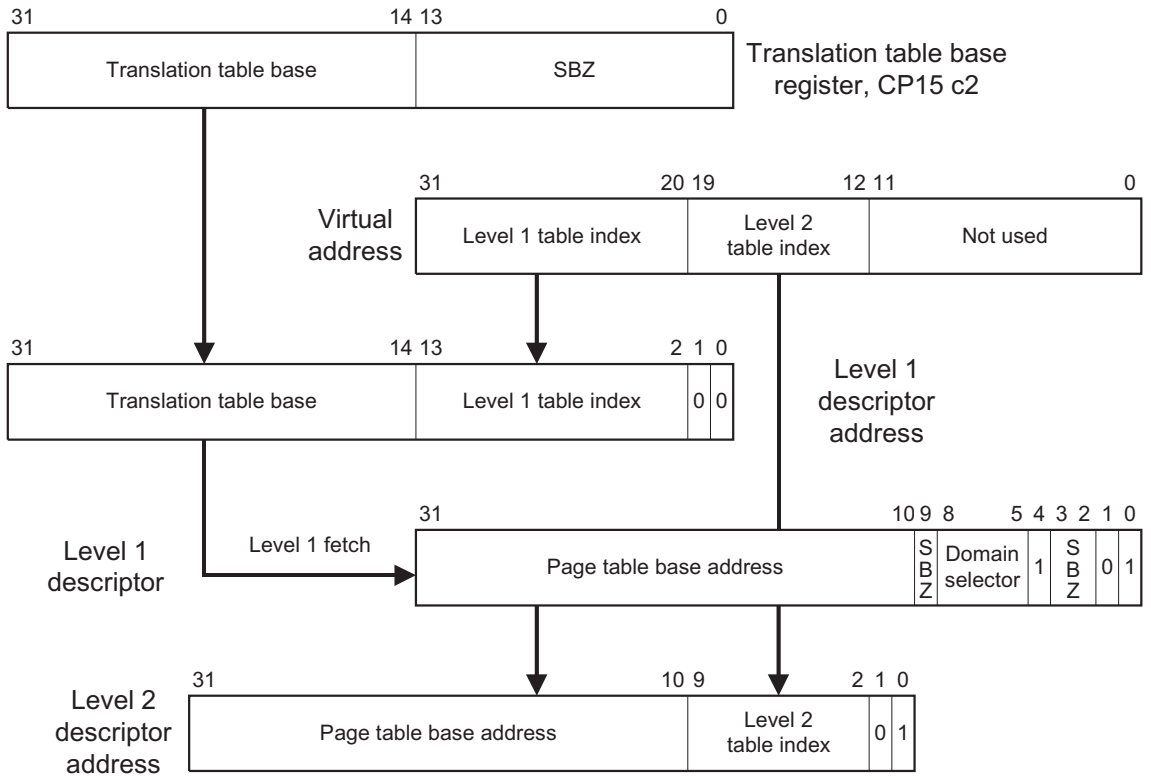 31 14 13 0
Translation table base SBZ
Translation table base
register, CP15 c2
31 20 19 12 11 0
Virtual
address
Level 1 table index
Level 2
table index
Not used
31 14 13 2 1 0
Translation table base Level 1 table index 0 0
Level 1
descriptor
address
31 10 9 8 5 4 3 2 1 0
Level 1
descriptor
Level 1 fetch
Page table base address
S
B
Z
Domain
selector
1
S
B
Z
0 1
31 10 9 2 1 0
Level 2
descriptor
address
Page table base address
Level 2
table index
0 1